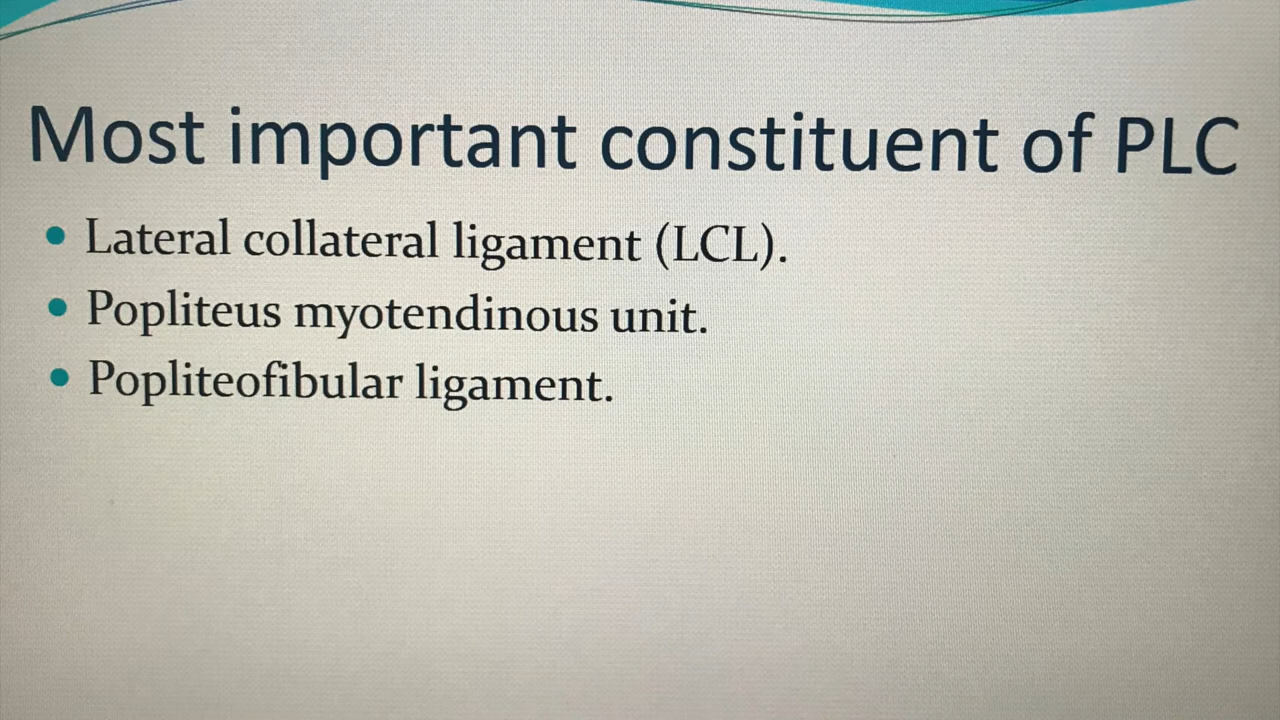 Most important constituent of PLC
• Lateral collateral ligament (LCL).
• Popliteus myotendinous unit.
• Popliteofibular ligament.